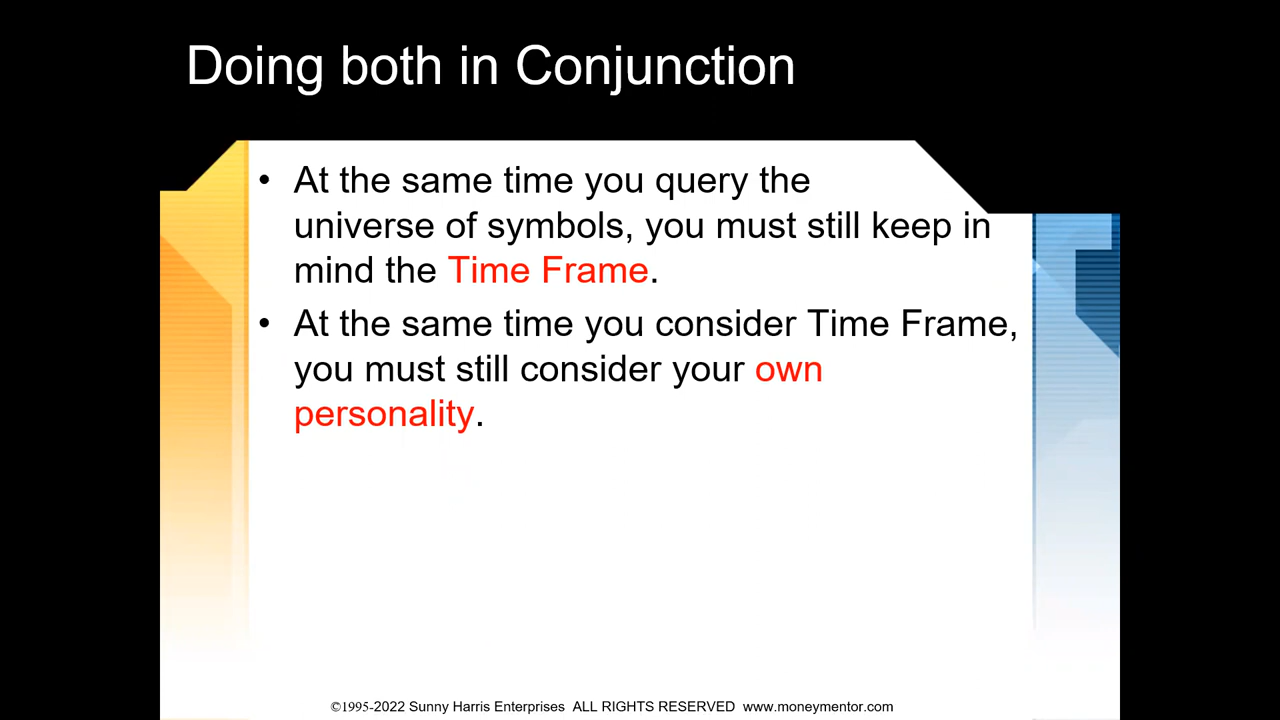 Doing both in Conjunction
• At the same time you query the
universe of symbols, you must still keep in
mind the Time Frame.
• At the same time you consider Time Frame,
you must still consider your own
personality.
©1995-2022 Sunny Harris Enterprises ALL RIGHTS RESERVED www.moneymentor.com